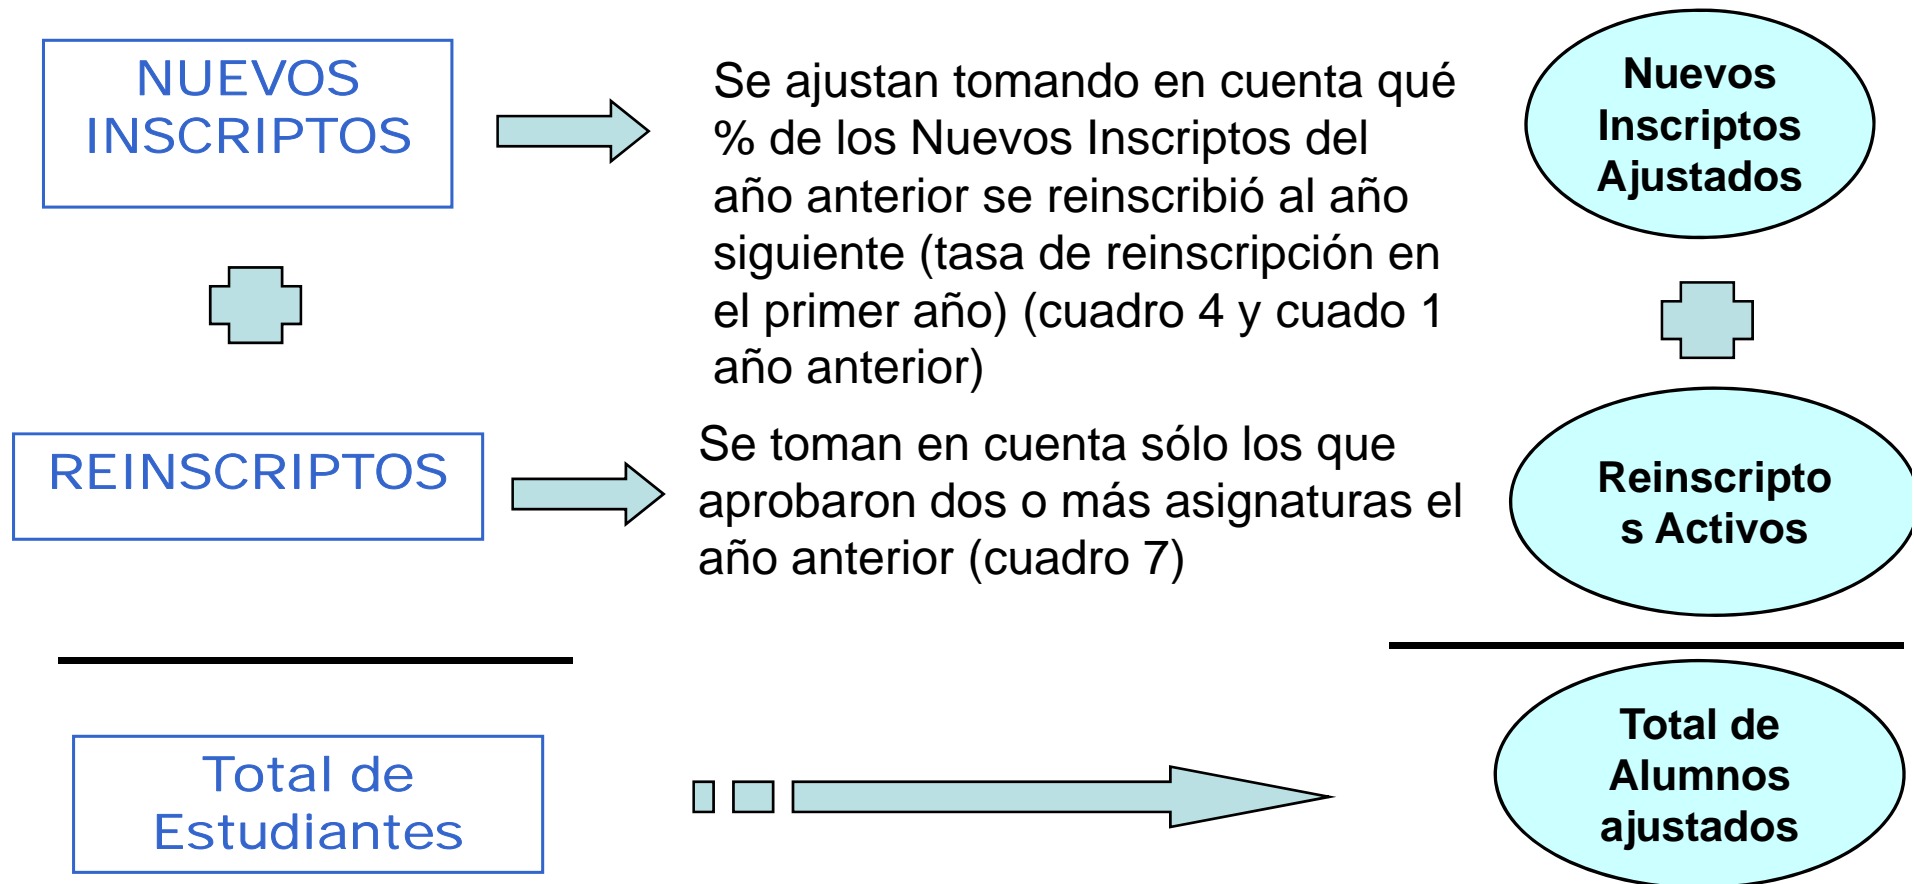 NUEVOS
INSCRIPTOS
Se ajustan tomando en cuenta qué
% de los Nuevos Inscriptos del
año anterior se reinscribió al año
siguiente (tasa de reinscripción en
el primer año) (cuadro 4 y cuado 1
año anterior)
Nuevos
Inscriptos
Ajustados
REINSCRIPTOS
Se toman en cuenta sólo los que
aprobaron dos o más asignaturas el
año anterior (cuadro 7)
Reinscripto
s Activos
Total de
Estudiantes
Total de
Alumnos
ajustados